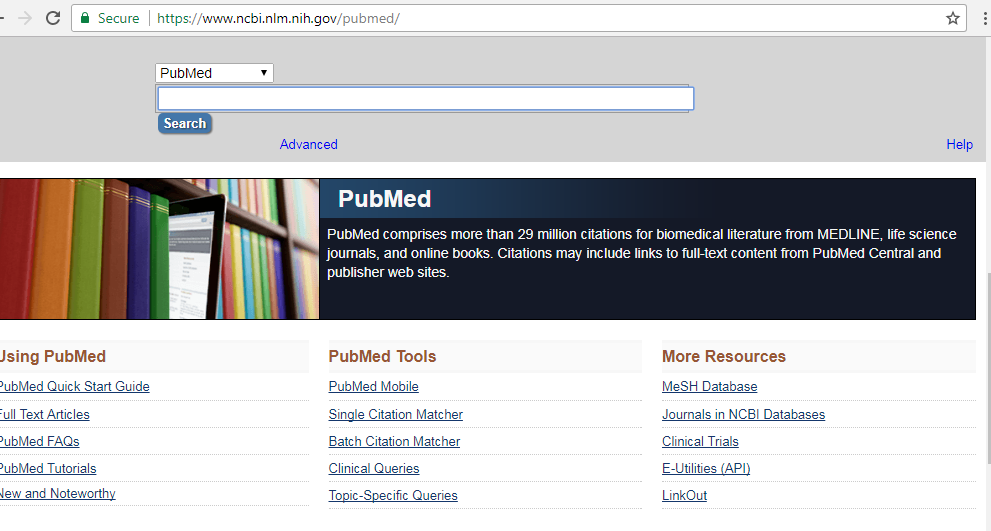 Secure https://www.ncbi.nlm.nih.gov/pubmed/
PubMed
Search
Advanced
Help
PubMed
PubMed comprises more than 29 million citations for biomedical literature from MEDLINE, life science
journals, and online books. Citations may include links to full-text content from PubMed Central and
publisher web sites.
Using PubMed
PubMed Quick Start Guide
Full Text Articles
PubMed FAQs
PubMed Tutorials
New and Noteworthy
PubMed Tools
PubMed Mobile
Single Citation Matcher
Batch Citation Matcher
Clinical Queries
Topic-Specific Queries
More Resources
MeSH Database
Journals in NCBI Databases
Clinical Trials
E-Utilities (API)
LinkOut